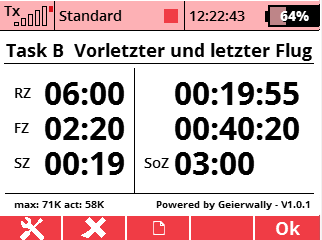 Tx Standard 12:22:43 64%
Task B Vorletzter und letzter Flug
RZ 06:00 00:19:55
FZ 02:20 00:40:20
SZ 00:19 SoZ 03:00
max: 71K act: 58K Powered by Geierwally - V1.0.1
Ok